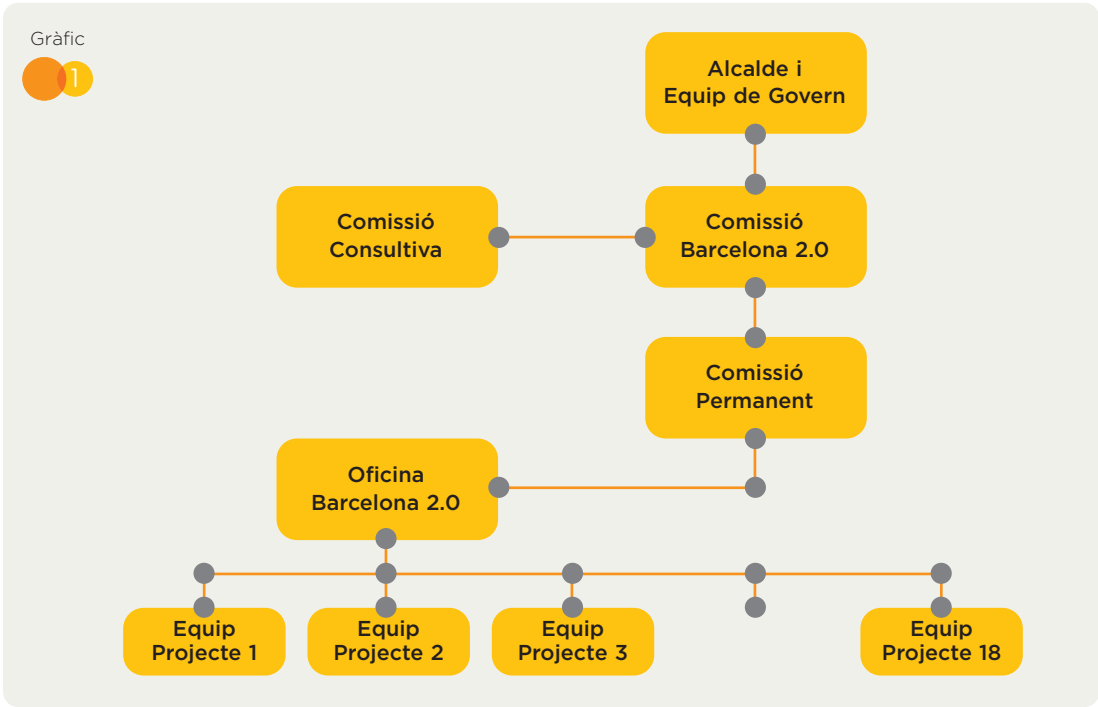 Gràfic
1
Alcalde i
Equip de Govern
Comissió
Consultiva
Comissió
Barcelona 2.0
Comissió
Permanent
Oficina
Barcelona 2.0
Equip
Projecte 1
Equip
Projecte 2
Equip
Projecte 3
Equip
Projecte 18